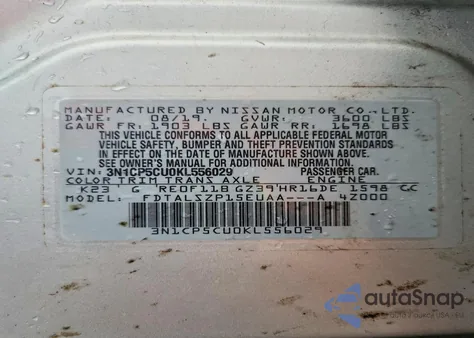 MANUFACTURED BY NISSAN MOTOR CO., LTD.
DATE: 08/19 GVWR: 3600 LBS
GAWR FR: 1903 LBS GAWR RR: 1695 LBS
THIS VEHICLE CONFORMS TO ALL APPLICABLE FEDERAL MOTOR
VEHICLE SAFETY, BUMPER AND THEFT PREVENTION STANDARDS
IN EFFECT ON THE DATE OF MANUFACTURE SHOWN ABOVE.
SEE OWNER'S MANUAL FOR ADDITIONAL INFORMATION.
VIN: 3N1CP5CU0KL556029 PASSENGER CAR.
COLOR TRIM TRANS AXLE ENGINE
K23 G RE0F11B GZ39 HR16DE 1598 CC
MODEL: FDTALSZP15EUAA---A 4Z000
3N1CP5CU0KL556029
autoSnap